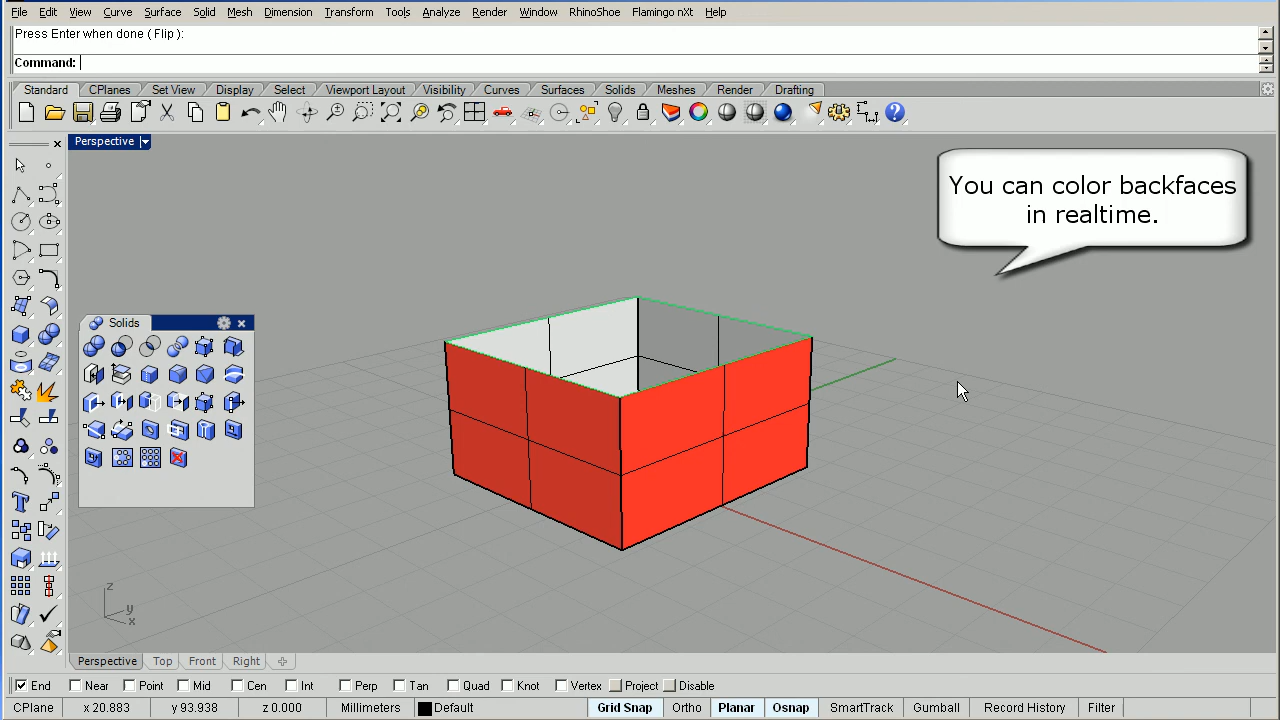 File Edit View Curve Surface Solid Mesh Dimension Transform Tools Analyze Render Window RhinoShoe Flamingo nXt Help
Press Enter when done ( Flip ):
Command:
Standard CPlanes Set View Display Select Viewport Layout Visibility Curves Surfaces Solids Meshes Render Drafting
Perspective
You can color backfaces
in realtime.
Solids
z
y
x
Perspective Top Front Right
End Near Point Mid Cen Int Perp Tan Quad Knot Vertex Project Disable
CPlane x 20.883 y 93.938 z 0.000 Millimeters Default Grid Snap Ortho Planar Osnap SmartTrack Gumball Record History Filter